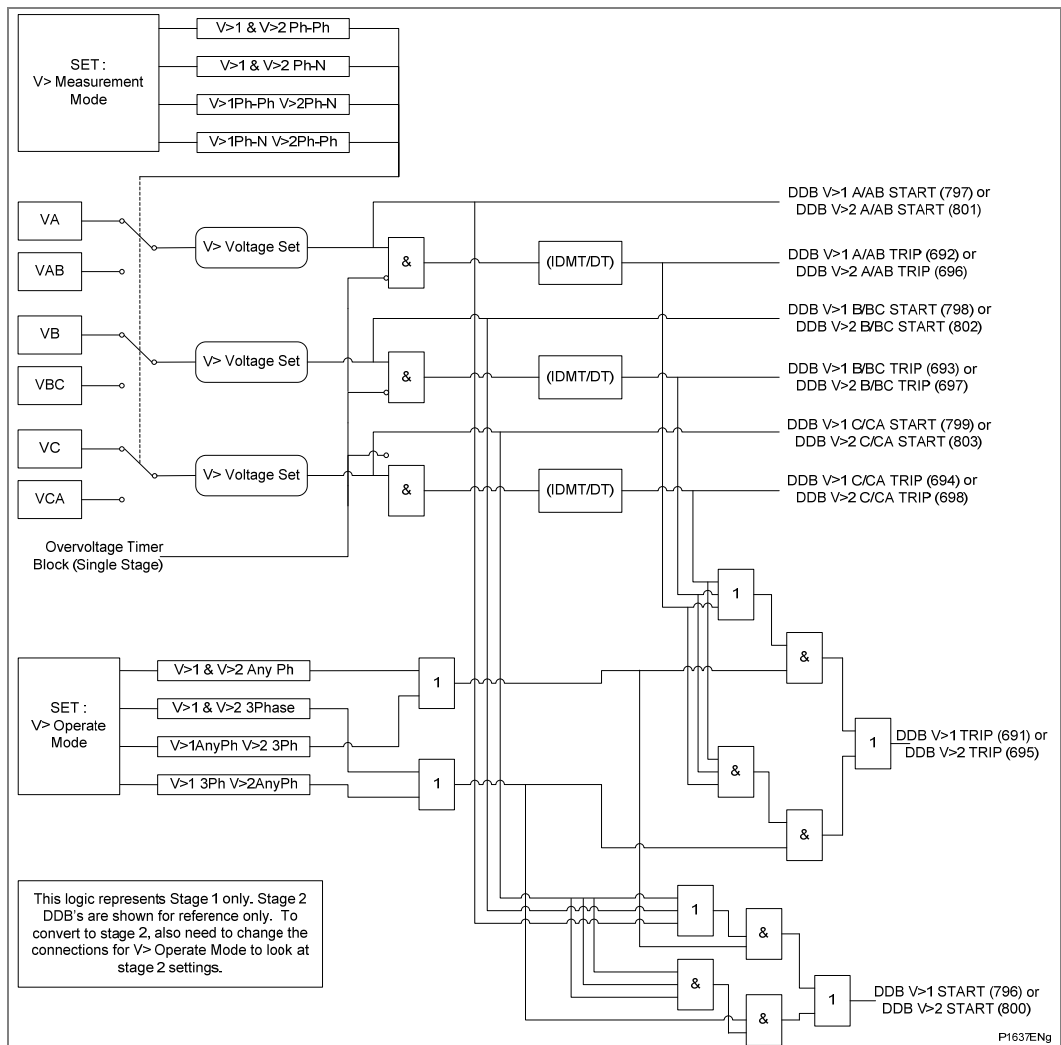 SET :
V> Measurement
Mode
V>1 & V>2 Ph-Ph
V>1 & V>2 Ph-N
V>1Ph-Ph V>2Ph-N
V>1Ph-N V>2Ph-Ph
VA
VAB
V> Voltage Set
&
(IDMT/DT)
DDB V>1 A/AB START (797) or
DDB V>2 A/AB START (801)
DDB V>1 A/AB TRIP (692) or
DDB V>2 A/AB TRIP (696)
VB
VBC
V> Voltage Set
&
(IDMT/DT)
DDB V>1 B/BC START (798) or
DDB V>2 B/BC START (802)
DDB V>1 B/BC TRIP (693) or
DDB V>2 B/BC TRIP (697)
VC
VCA
V> Voltage Set
&
(IDMT/DT)
DDB V>1 C/CA START (799) or
DDB V>2 C/CA START (803)
DDB V>1 C/CA TRIP (694) or
DDB V>2 C/CA TRIP (698)
Overvoltage Timer
Block (Single Stage)
SET :
V> Operate
Mode
V>1 & V>2 Any Ph
V>1 & V>2 3Phase
V>1AnyPh V>2 3Ph
V>1 3Ph V>2AnyPh
1
1
1
&
&
&
1
DDB V>1 TRIP (691) or
DDB V>2 TRIP (695)
This logic represents Stage 1 only. Stage 2
DDB's are shown for reference only. To
convert to stage 2, also need to change the
connections for V> Operate Mode to look at
stage 2 settings.
1
&
&
&
1
DDB V>1 START (796) or
DDB V>2 START (800)
P1637ENg